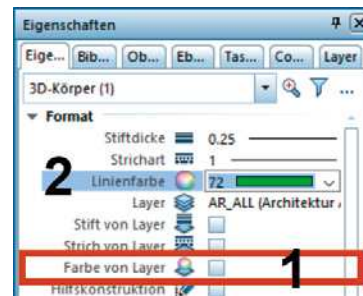 Eigenschaften
Eige... Bib... Ob... Eb... Tas... Co... Layer
3D-Körper (1) ...
Format
Stiftdicke 0.25
Strichart 1
2 Linienfarbe 72
Layer AR_ALL (Architektur
Stift von Layer
Strich von Layer
Farbe von Layer 1
Hilfskonstruktion